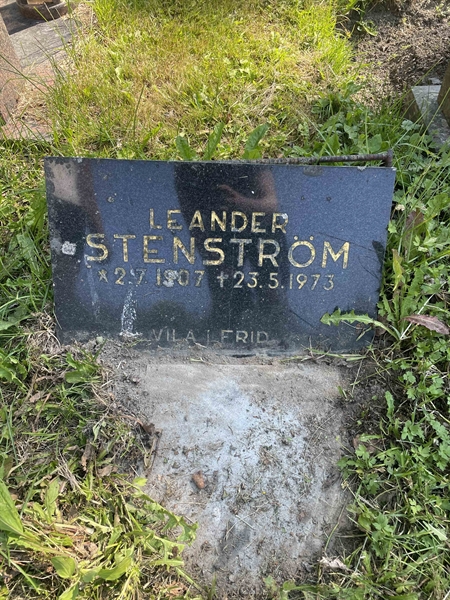 LEANDER
STENSTRÖM
* 2.7.1907 + 23.5.1973
VILA I FRID